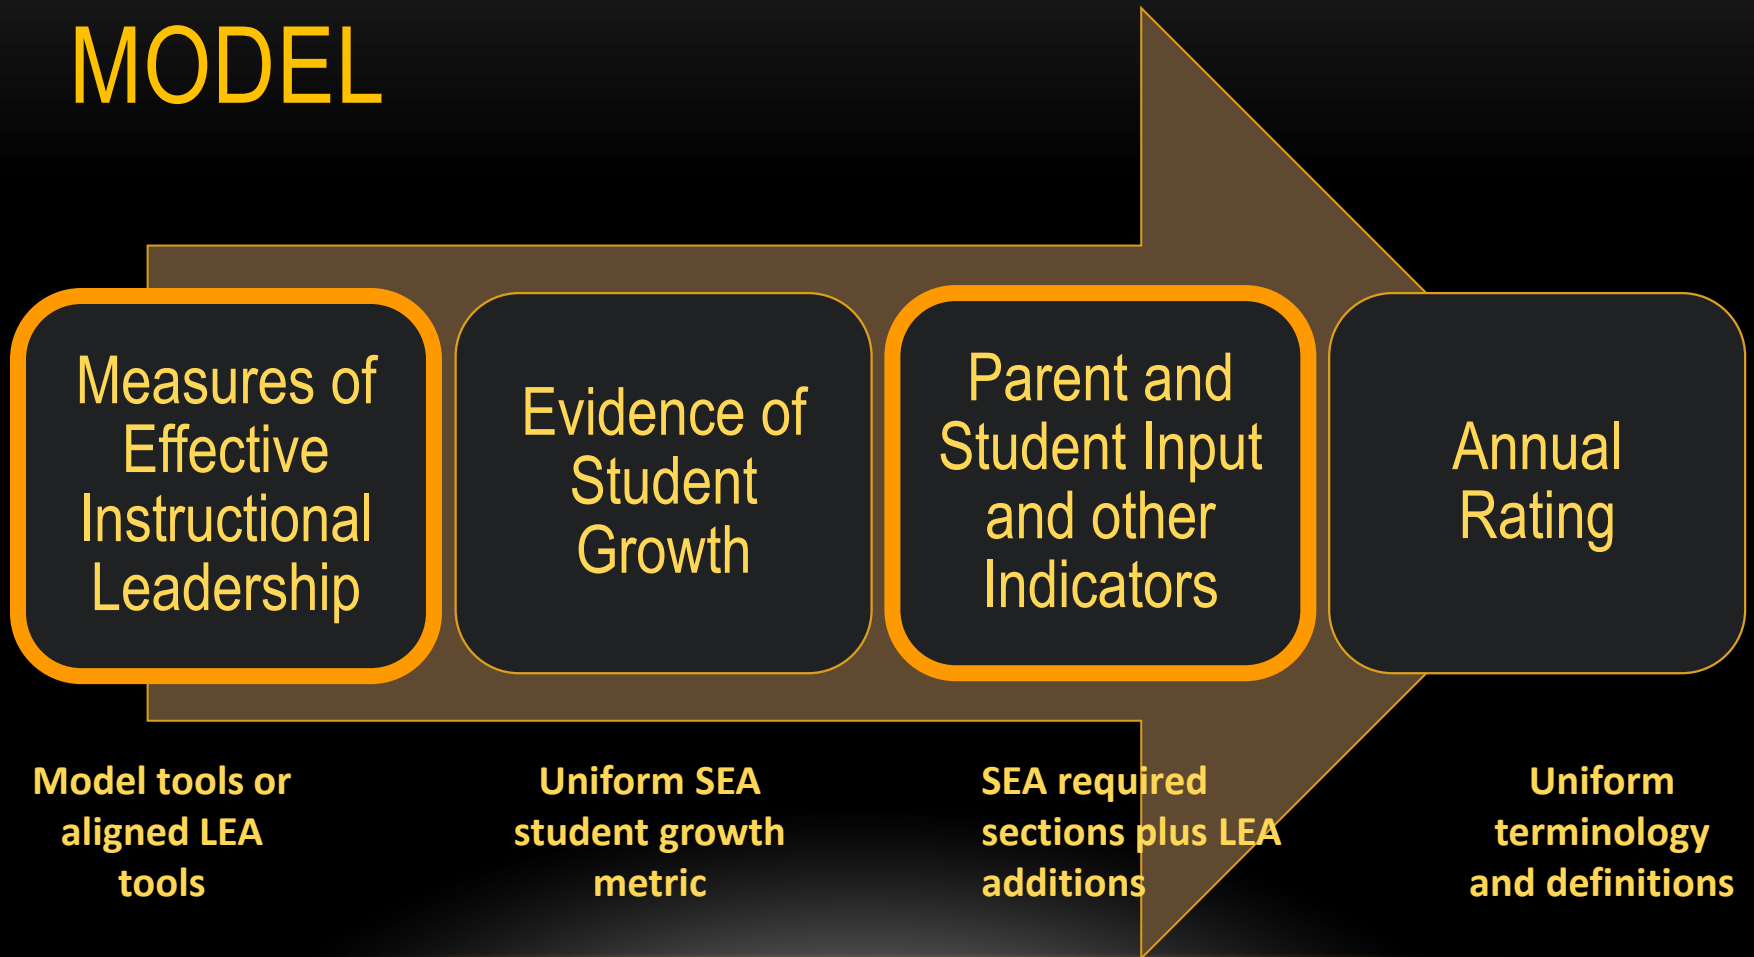 MODEL
Measures of
Effective
Instructional
Leadership
Evidence of
Student
Growth
Parent and
Student Input
and other
Indicators
Annual
Rating
Model tools or
aligned LEA
tools
Uniform SEA
student growth
metric
SEA required
sections plus LEA
additions
Uniform
terminology
and definitions